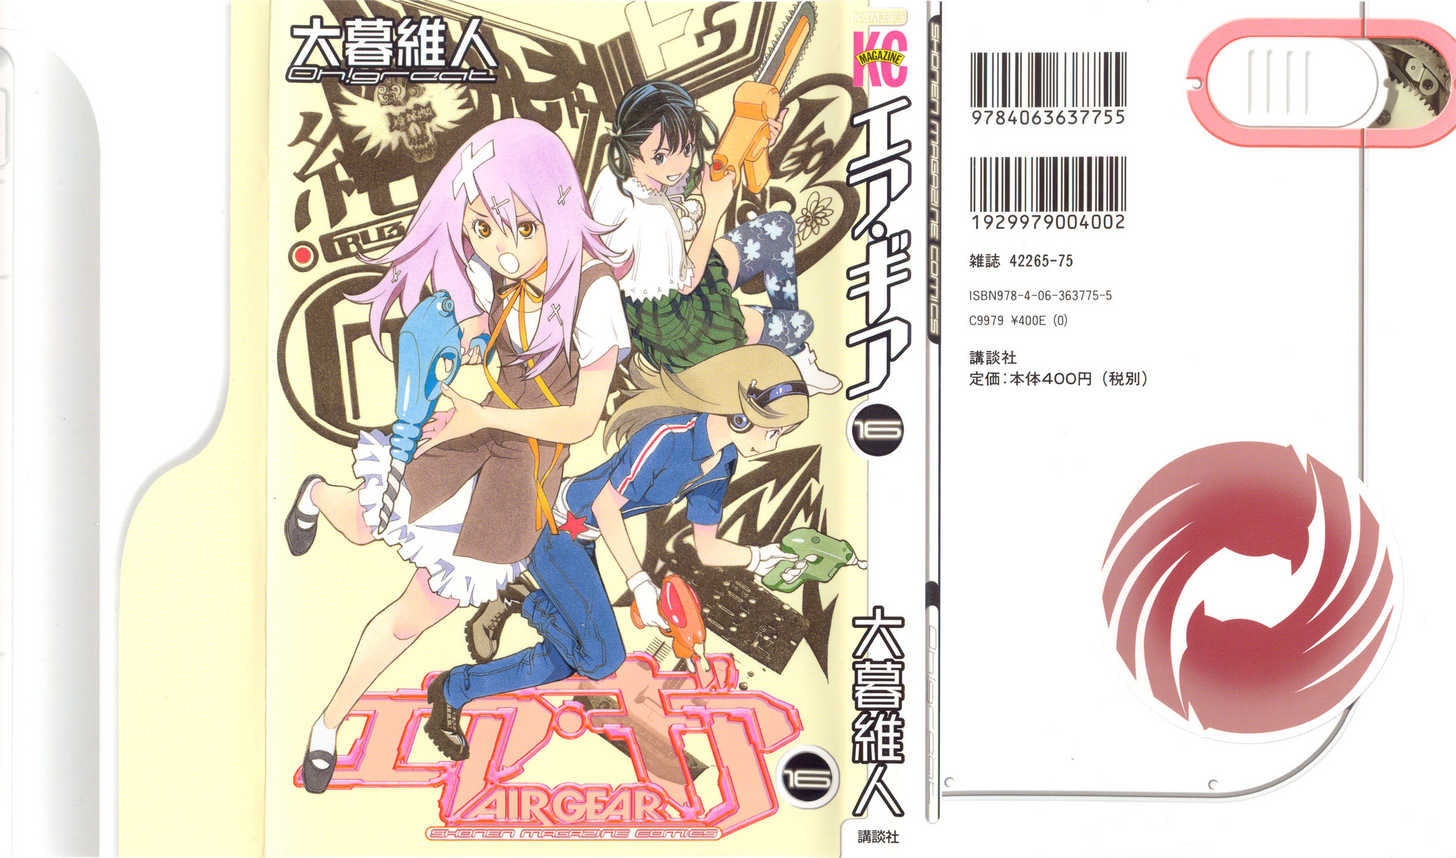 大暮維人
Oh!great
RUB
エア・ギア
AIR GEAR
SHONEN MAGAZINE COMICS
16
KC
MAGAZINE
エア・ギア
16
大暮維人
講談社
SHONEN MAGAZINE COMICS
Oh!great
9784063637755
1929979004002
雑誌 42265-75
ISBN978-4-06-363775-5
C9979 ¥400E (0)
講談社
定価:本体400円(税別)